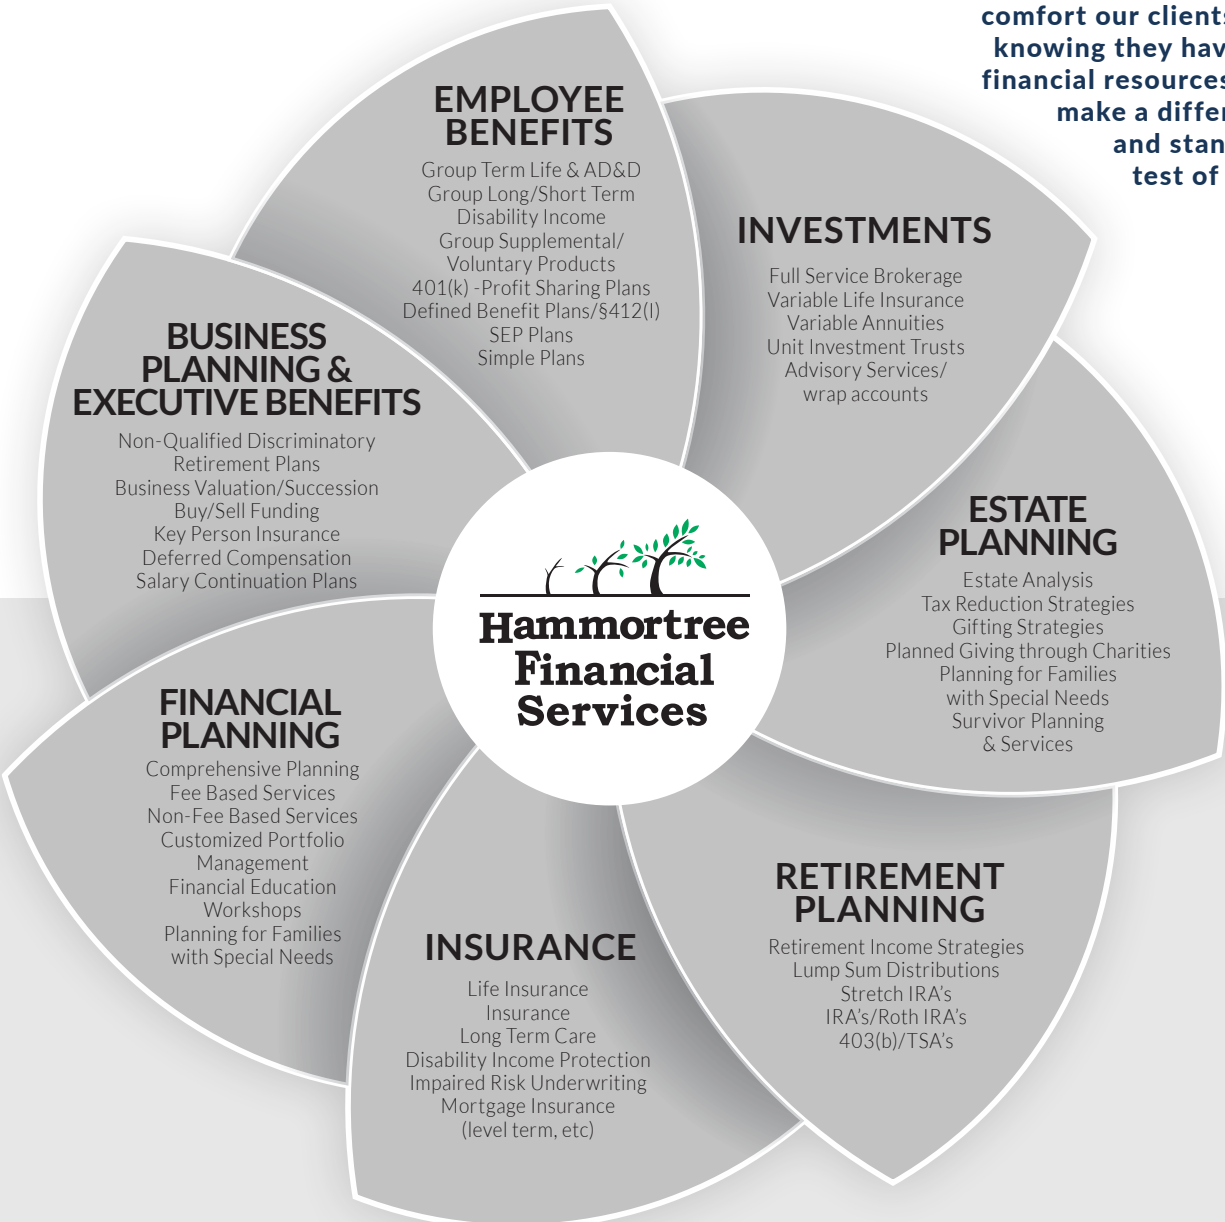 comfort our clients
knowing they hav
financial resources
make a differ
and stan
test of
EMPLOYEE
BENEFITS
Group Term Life & AD&D
Group Long/Short Term
Disability Income
Group Supplemental/
Voluntary Products
401(k) -Profit Sharing Plans
Defined Benefit Plans/§412(I)
SEP Plans
Simple Plans
INVESTMENTS
Full Service Brokerage
Variable Life Insurance
Variable Annuities
Unit Investment Trusts
Advisory Services/
wrap accounts
BUSINESS
PLANNING &
EXECUTIVE BENEFITS
Non-Qualified Discriminatory
Retirement Plans
Business Valuation/Succession
Buy/Sell Funding
Key Person Insurance
Deferred Compensation
Salary Continuation Plans
ESTATE
PLANNING
Estate Analysis
Tax Reduction Strategies
Gifting Strategies
Planned Giving through Charities
Planning for Families
with Special Needs
Survivor Planning
& Services
Hammortree
Financial
Services
FINANCIAL
PLANNING
Comprehensive Planning
Fee Based Services
Non-Fee Based Services
Customized Portfolio
Management
Financial Education
Workshops
Planning for Families
with Special Needs
INSURANCE
Life Insurance
Insurance
Long Term Care
Disability Income Protection
Impaired Risk Underwriting
Mortgage Insurance
(level term, etc)
RETIREMENT
PLANNING
Retirement Income Strategies
Lump Sum Distributions
Stretch IRA's
IRA's/Roth IRA's
403(b)/TSA's